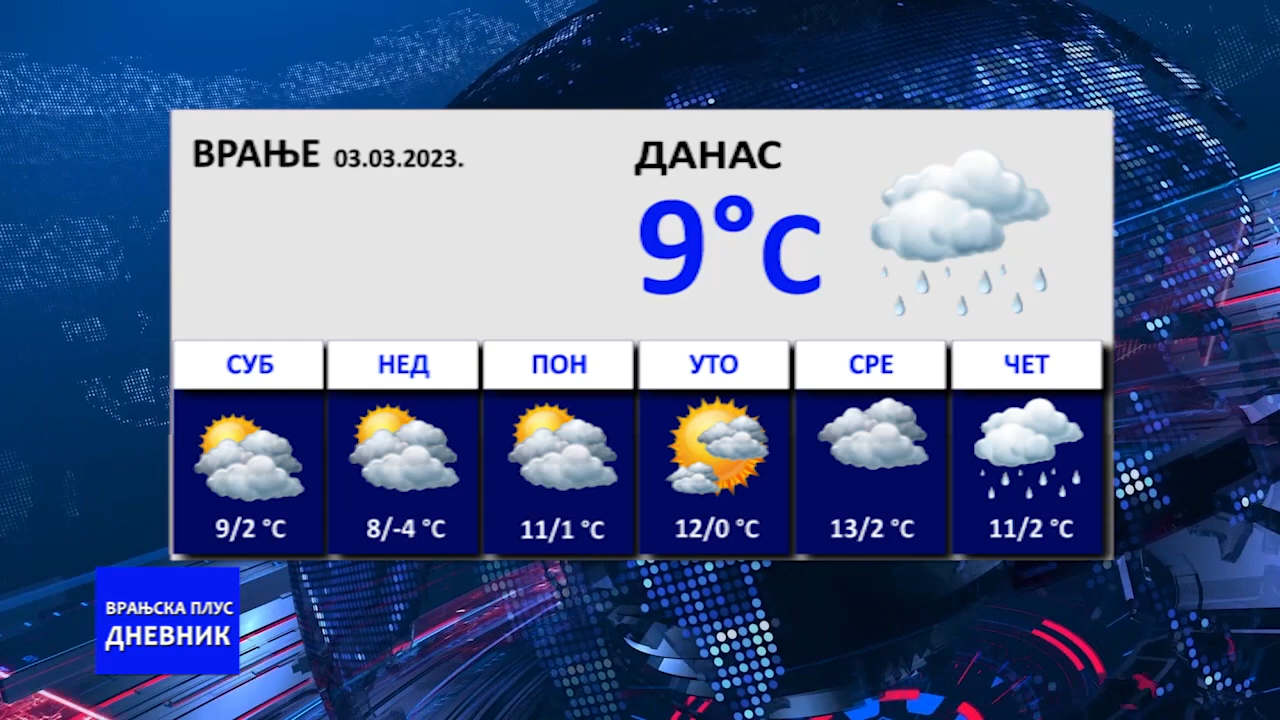 ВРАЊЕ 03.03.2023.
ДАНАС
9°C
СУБ НЕД ПОН УТО СРЕ ЧЕТ
9/2 °C 8/-4 °C 11/1 °C 12/0 °C 13/2 °C 11/2 °C
ВРАЊСКА ПЛУС
ДНЕВНИК